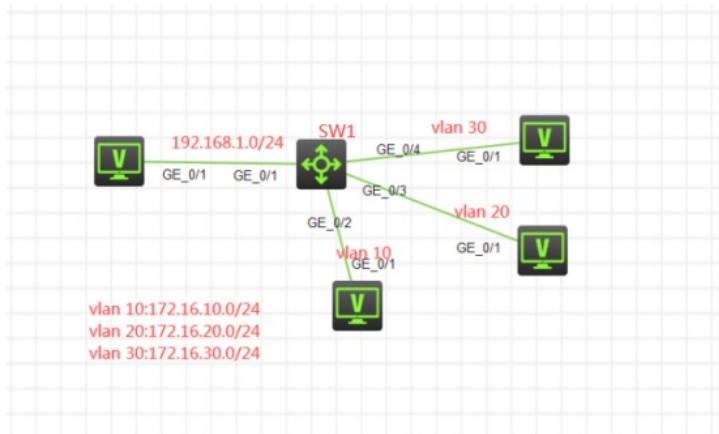 SW1
vlan 30
192.168.1.0/24
GE_0/4
GE_0/1
GE_0/1
GE_0/1
GE_0/3
vlan 20
GE_0/2
GE_0/1
vlan 10
GE_0/1
vlan 10:172.16.10.0/24
vlan 20:172.16.20.0/24
vlan 30:172.16.30.0/24